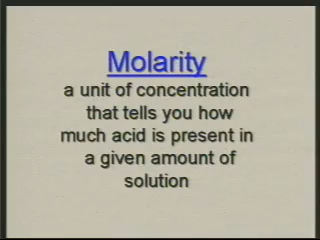 Molarity
a unit of concentration
that tells you how
much acid is present in
a given amount of
solution